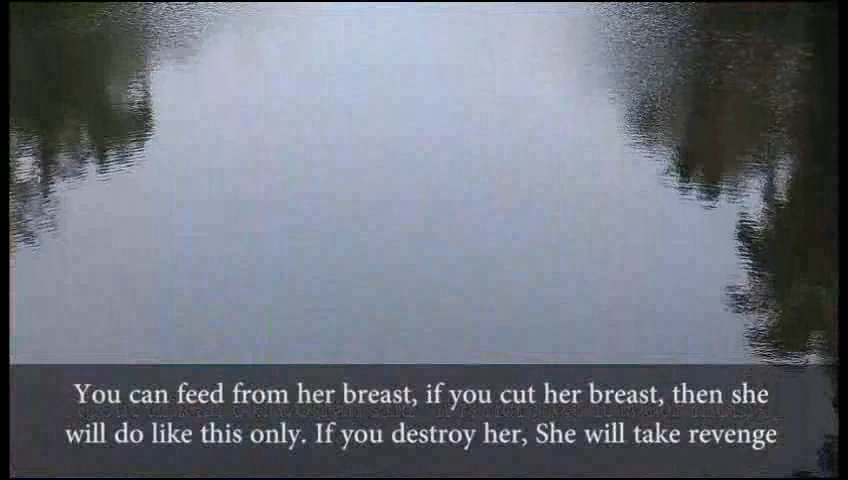 You can feed from her breast, if you cut her breast, then she
will do like this only. If you destroy her, She will take revenge